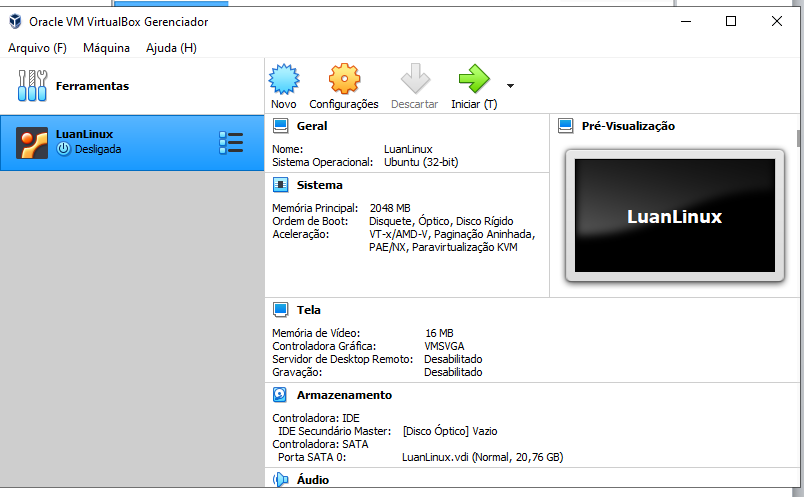 Oracle VM VirtualBox Gerenciador
Arquivo (F) Máquina Ajuda (H)
Ferramentas
Novo Configurações Descartar Iniciar (T)
LuanLinux
Desligada
Geral
Nome: LuanLinux
Sistema Operacional: Ubuntu (32-bit)
Sistema
Memória Principal: 2048 MB
Ordem de Boot: Disquete, Óptico, Disco Rígido
Aceleração: VT-x/AMD-V, Paginação Aninhada,
PAE/NX, Paravirtualização KVM
Pré-Visualização
LuanLinux
Tela
Memória de Vídeo: 16 MB
Controladora Gráfica: VMSVGA
Servidor de Desktop Remoto: Desabilitado
Gravação: Desabilitado
Armazenamento
Controladora: IDE
IDE Secundário Master: [Disco Óptico] Vazio
Controladora: SATA
Porta SATA 0: LuanLinux.vdi (Normal, 20,76 GB)
Áudio